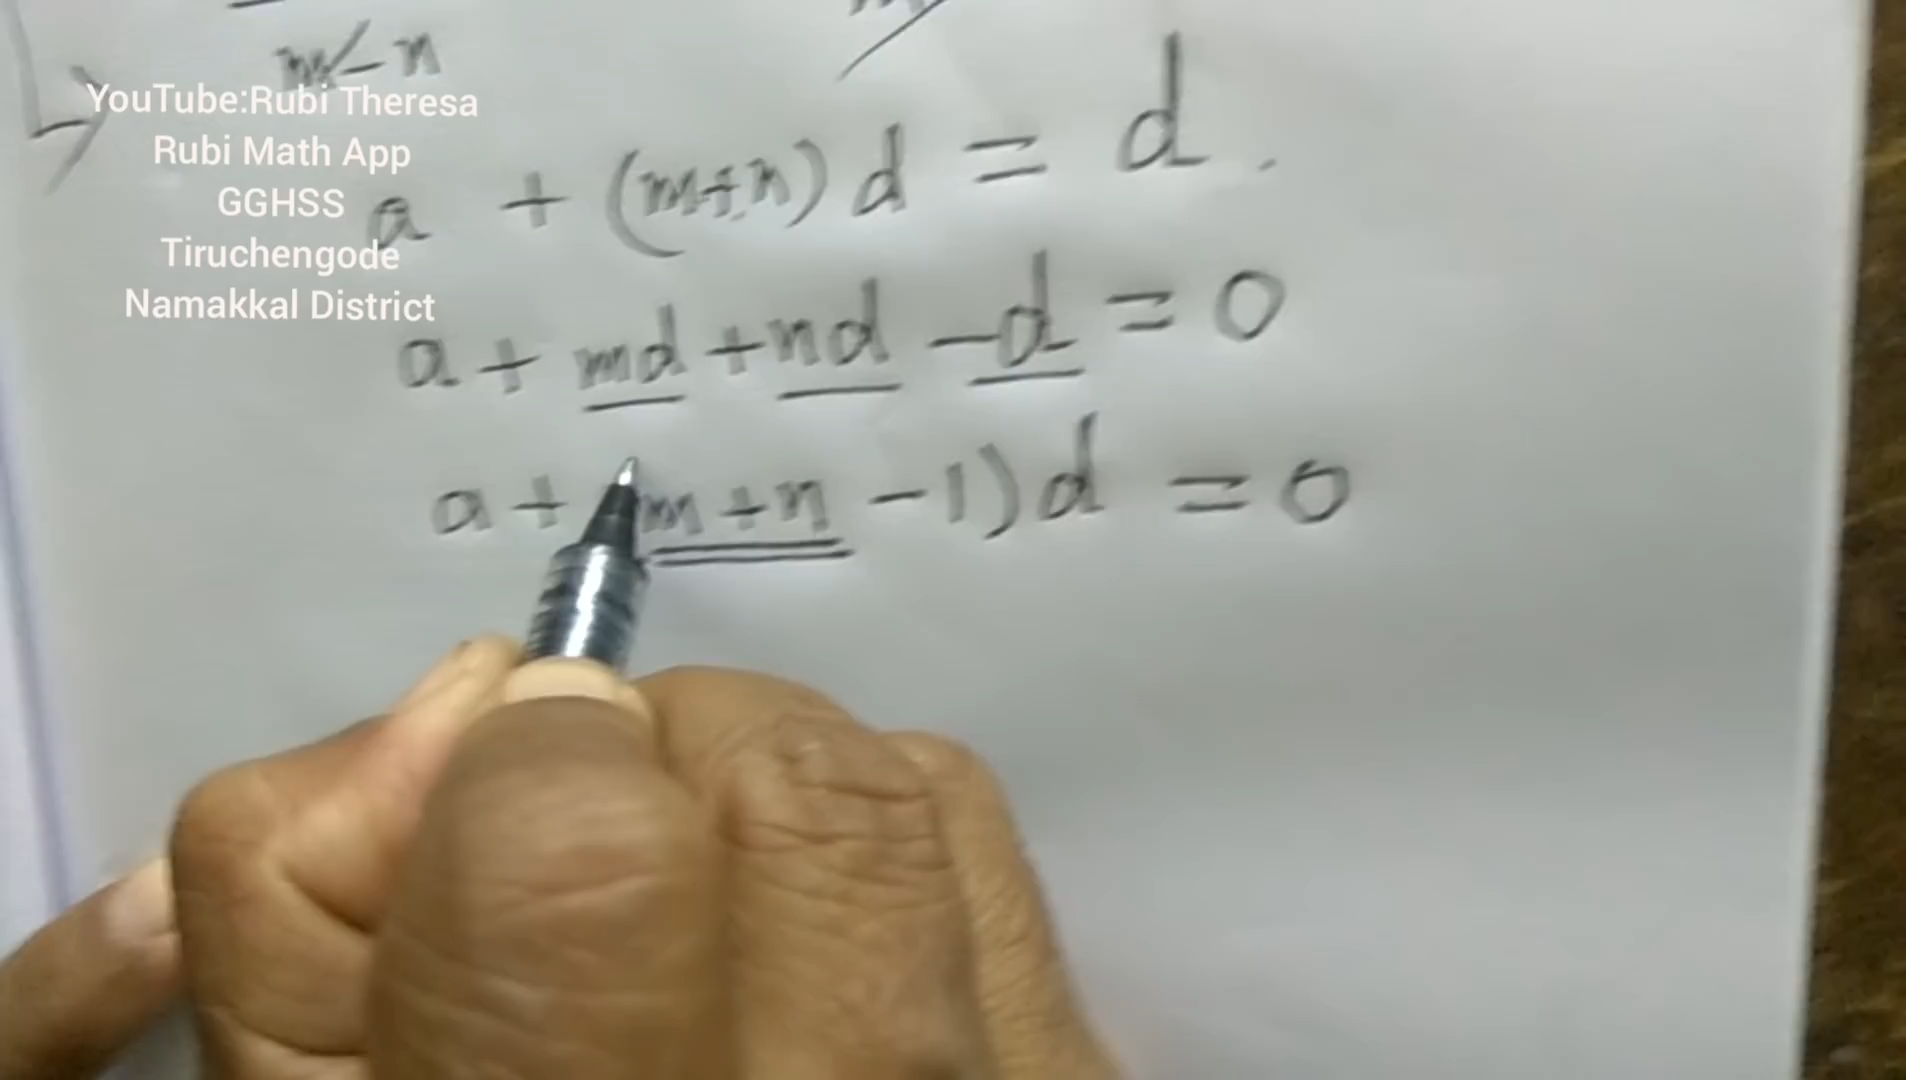 m-n
YouTube:Rubi Theresa
Rubi Math App
GGHSS
Tiruchengode
Namakkal District
a + (m+n) d = d.
a + md + nd - d = 0
a + m + n - 1) d = 0